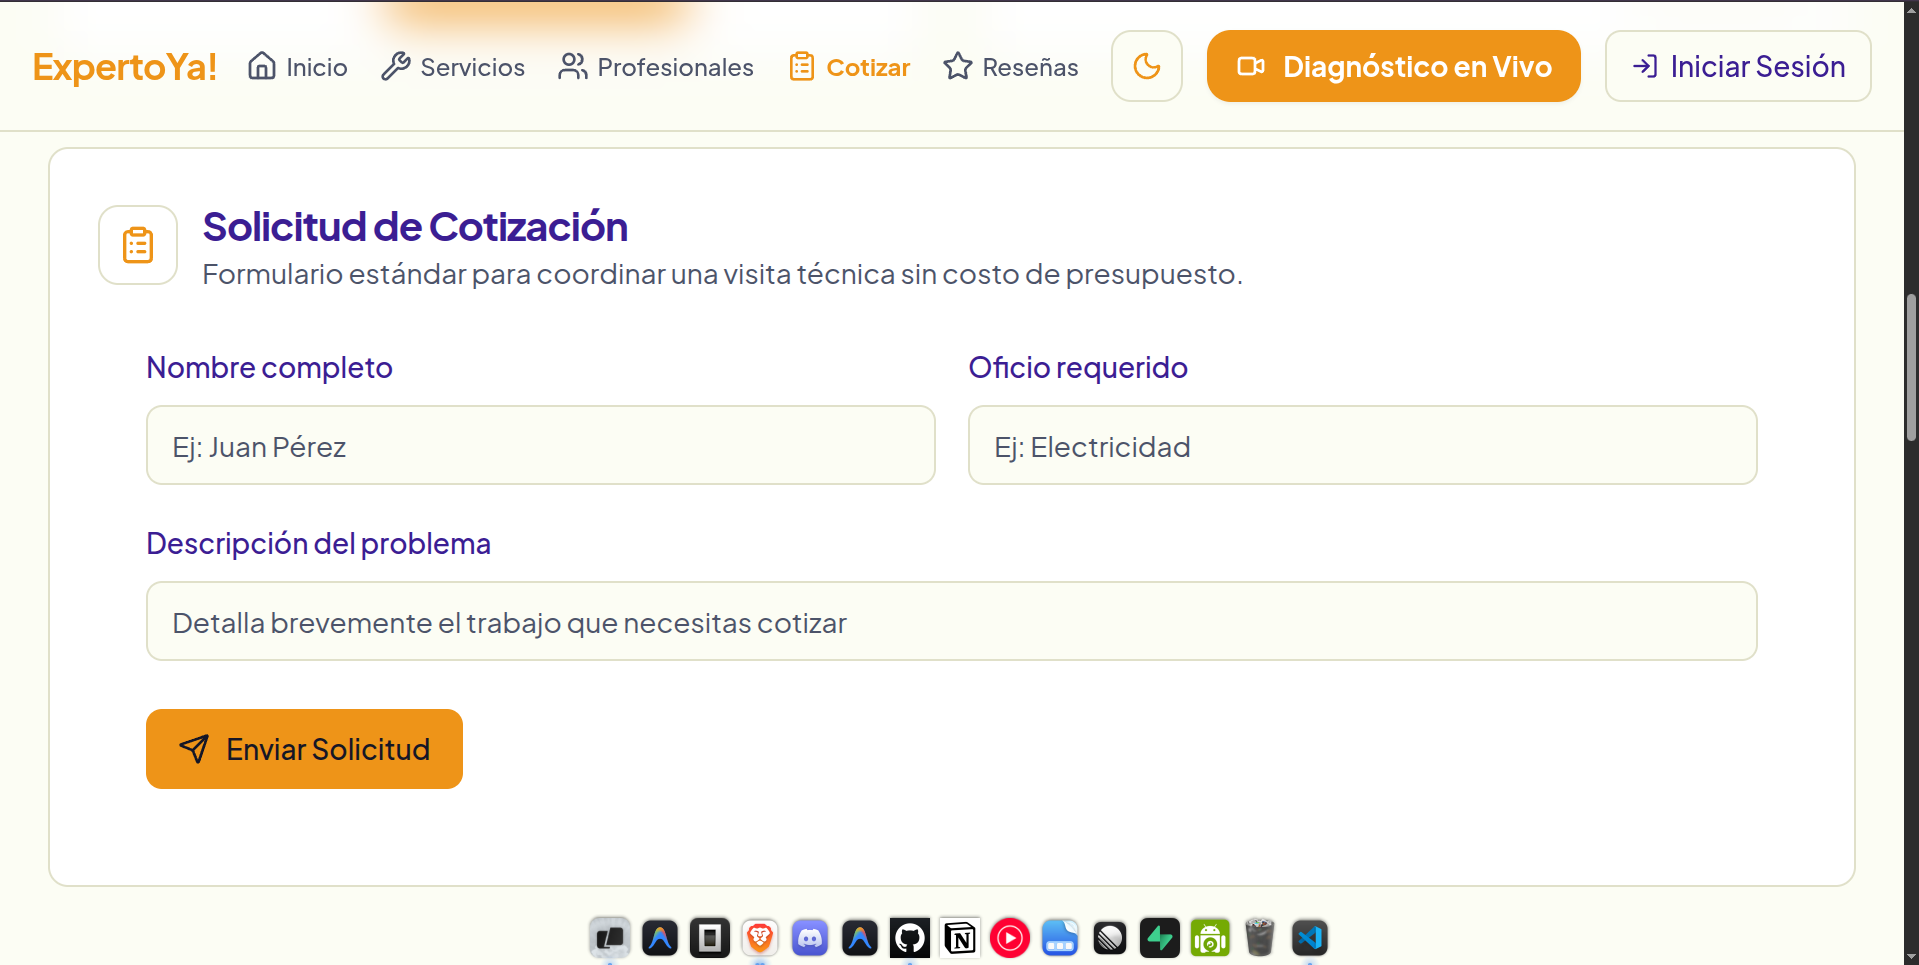 ExpertoYa!
Inicio
Servicios
Profesionales
Cotizar
Reseñas
Diagnóstico en Vivo
Iniciar Sesión
Solicitud de Cotización
Formulario estándar para coordinar una visita técnica sin costo de presupuesto.
Nombre completo
Oficio requerido
Ej: Juan Pérez
Ej: Electricidad
Descripción del problema
Detalla brevemente el trabajo que necesitas cotizar
Enviar Solicitud